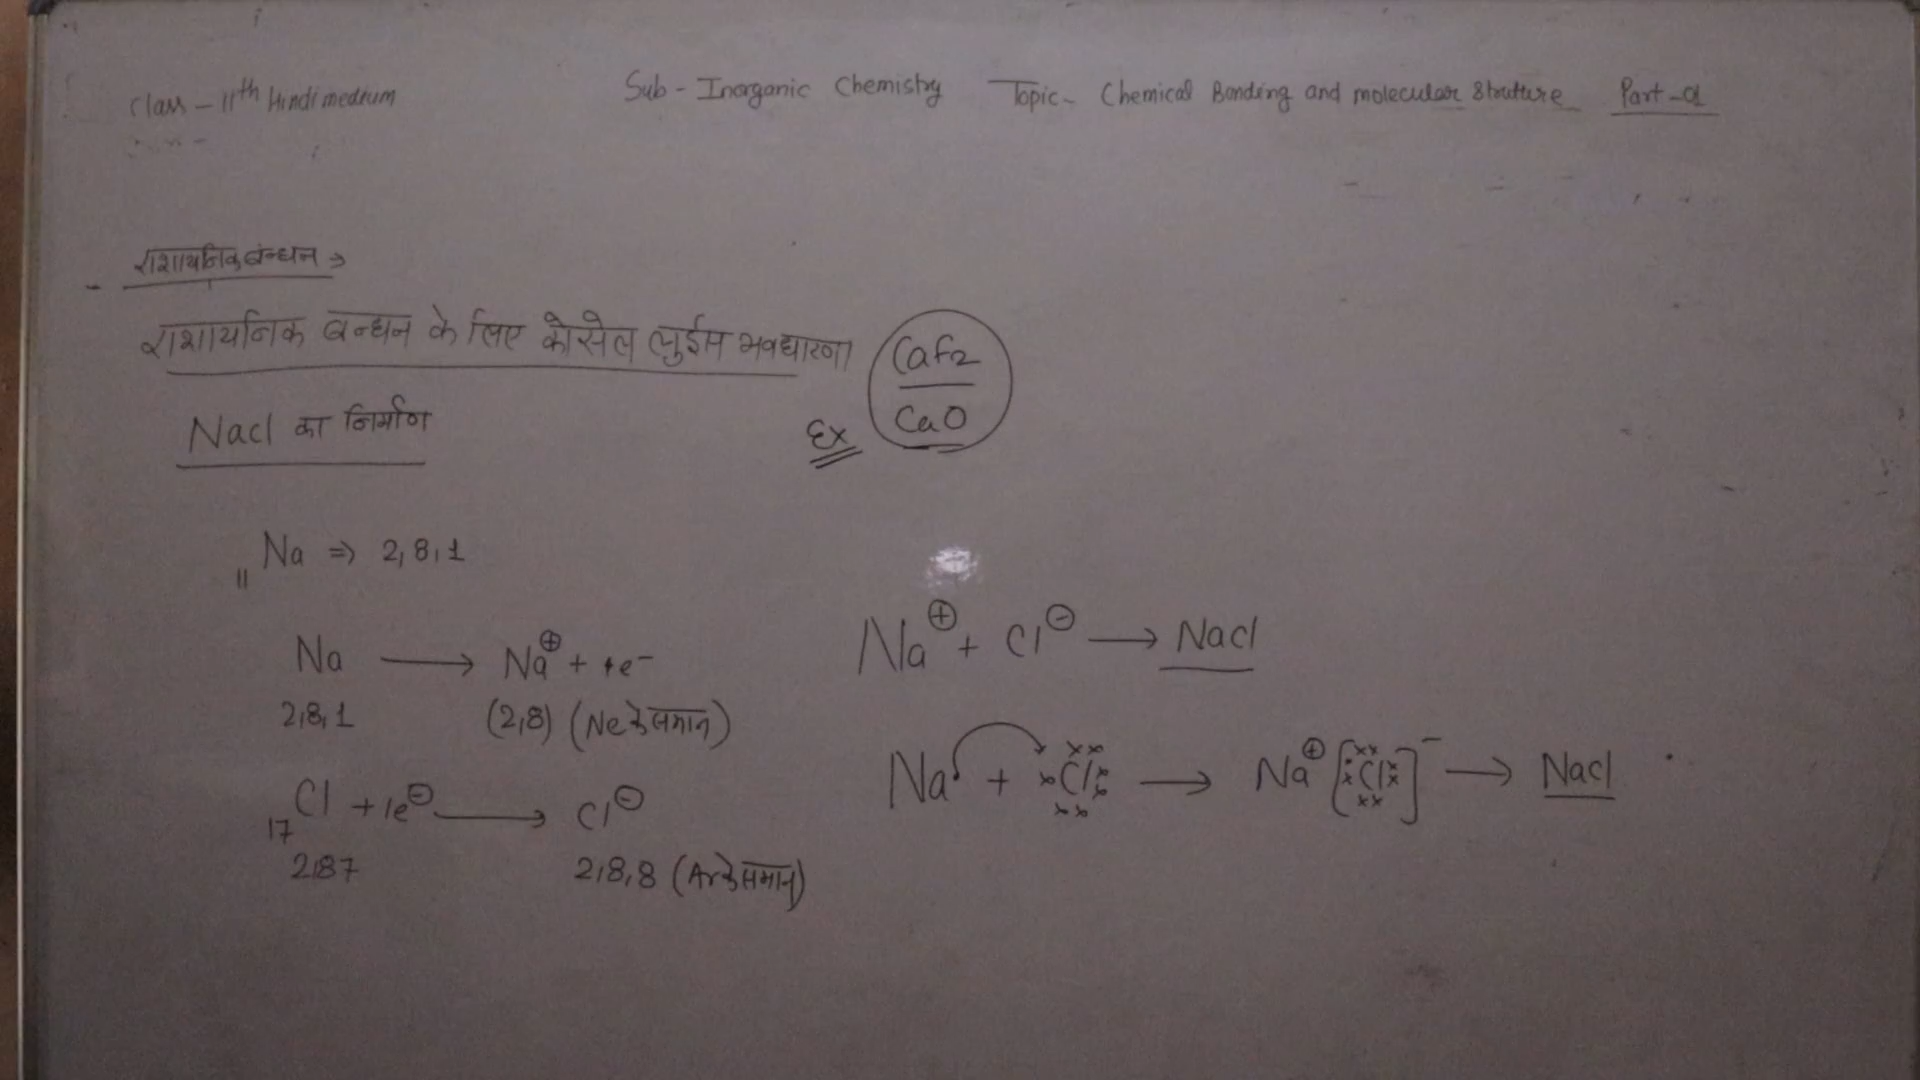 Class - 11th Hindi medium Sub - Inorganic Chemistry Topic - Chemical Bonding and molecular Strutture Part - 01
राशायनिक बन्धन →
राशायनिक बन्धन के लिए कोसेल लुईस अवधारणा
CaF2
CaO
Ex
Nacl का निर्माण
11Na ⇒ 2,8,1
Na → Na⊕ + 1e-
2,8,1 (2,8) (Ne के समान)
17Cl + 1e⊖ → Cl⊖
2,8,7 2,8,8 (Ar के समान)
Na⊕ + Cl⊖ → Nacl
Na + Cl → Na⊕ [Cl]- → Nacl